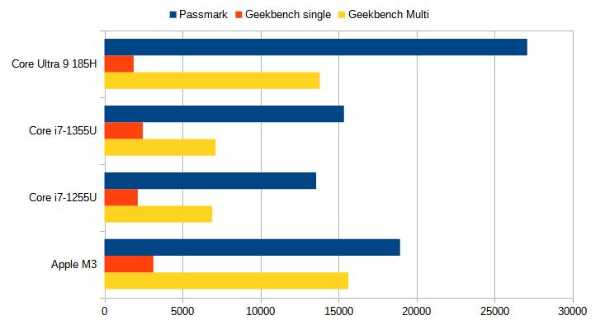 Passmark Geekbench single Geekbench Multi
Core Ultra 9 185H
Core i7-1355U
Core i7-1255U
Apple M3
0 5000 10000 15000 20000 25000 30000